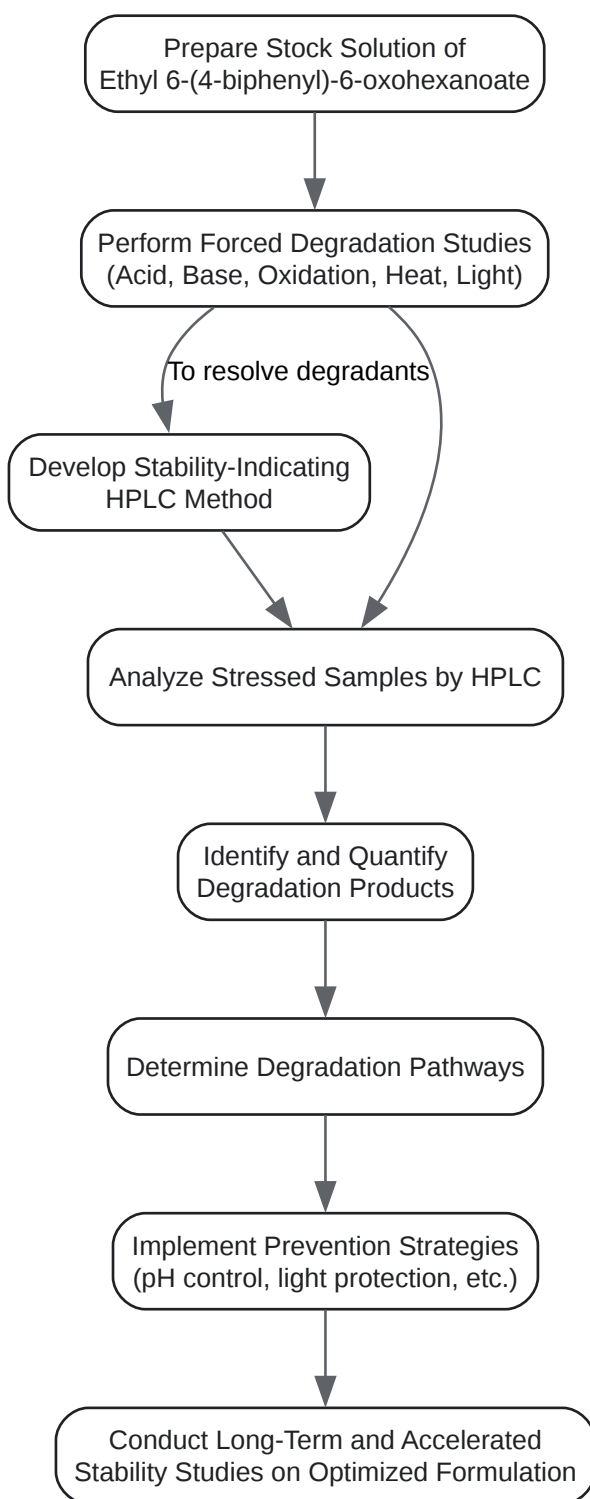 Prepare Stock Solution of
Ethyl 6-(4-biphenyl)-6-oxohexanoate
Perform Forced Degradation Studies
(Acid, Base, Oxidation, Heat, Light)
To resolve degradants
Develop Stability-Indicating
HPLC Method
Analyze Stressed Samples by HPLC
Identify and Quantify
Degradation Products
Determine Degradation Pathways
Implement Prevention Strategies
(pH control, light protection, etc.)
Conduct Long-Term and Accelerated
Stability Studies on Optimized Formulation